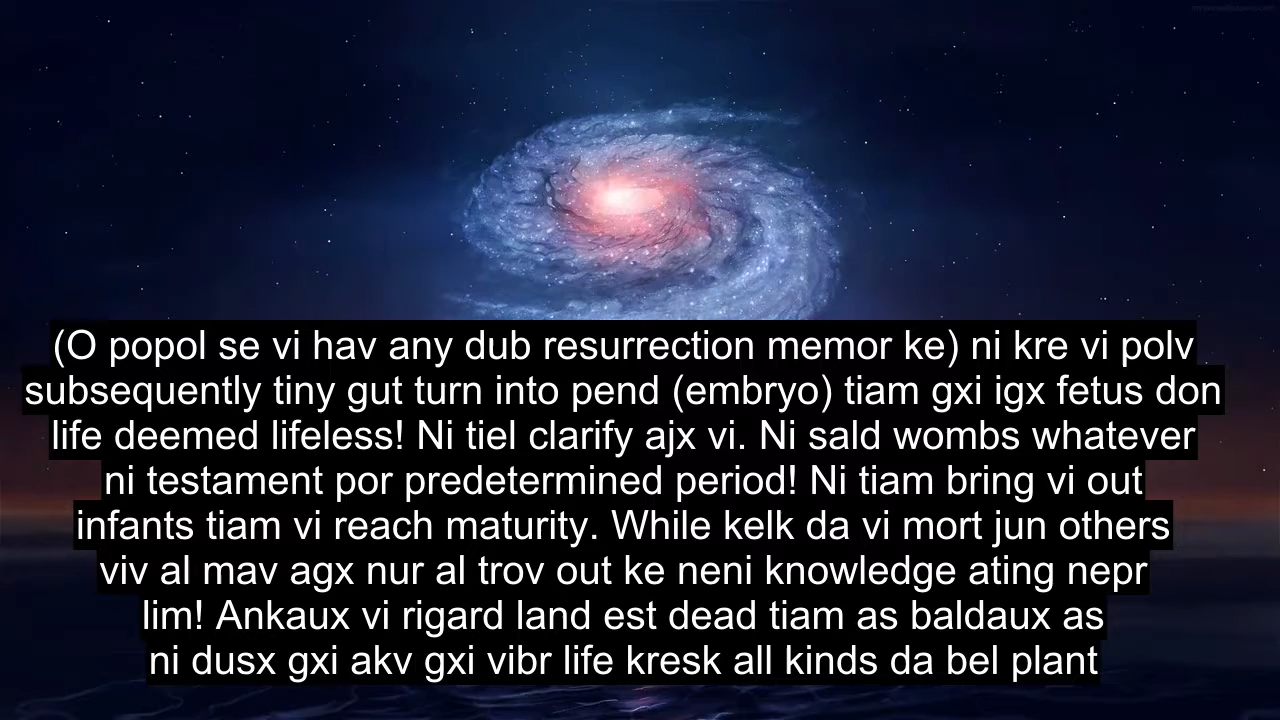 (O popol se vi hav any dub resurrection memor ke) ni kre vi polv
subsequently tiny gut turn into pend (embryo) tiam gxi igx fetus don
life deemed lifeless! Ni tiel clarify ajx vi. Ni sald wombs whatever
ni testament por predetermined period! Ni tiam bring vi out
infants tiam vi reach maturity. While kelk da vi mort jun others
viv al mav agx nur al trov out ke neni knowledge ating nepr
lim! Ankaux vi rigard land est dead tiam as baldaux as
ni dusx gxi akv gxi vibr life kresk all kinds da bel plant